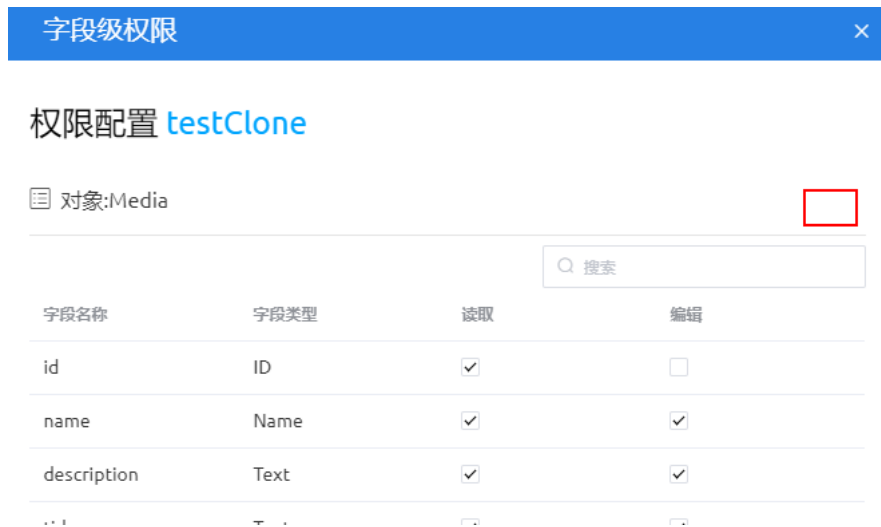 字段级权限
权限配置 testClone
对象:Media
搜索
字段名称 字段类型 读取 编辑
id ID
name Name
description Text